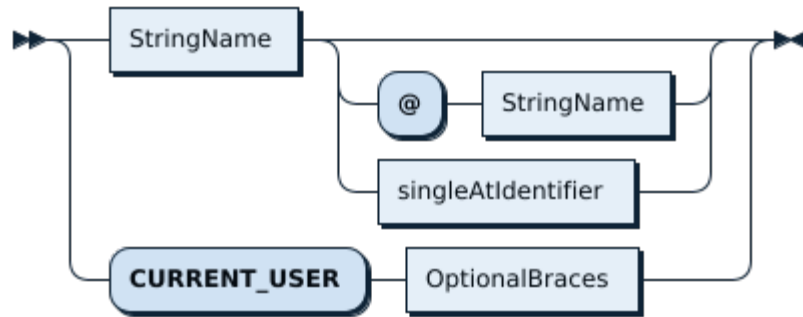 StringName
@ StringName
singleAtIdentifier
CURRENT_USER OptionalBraces